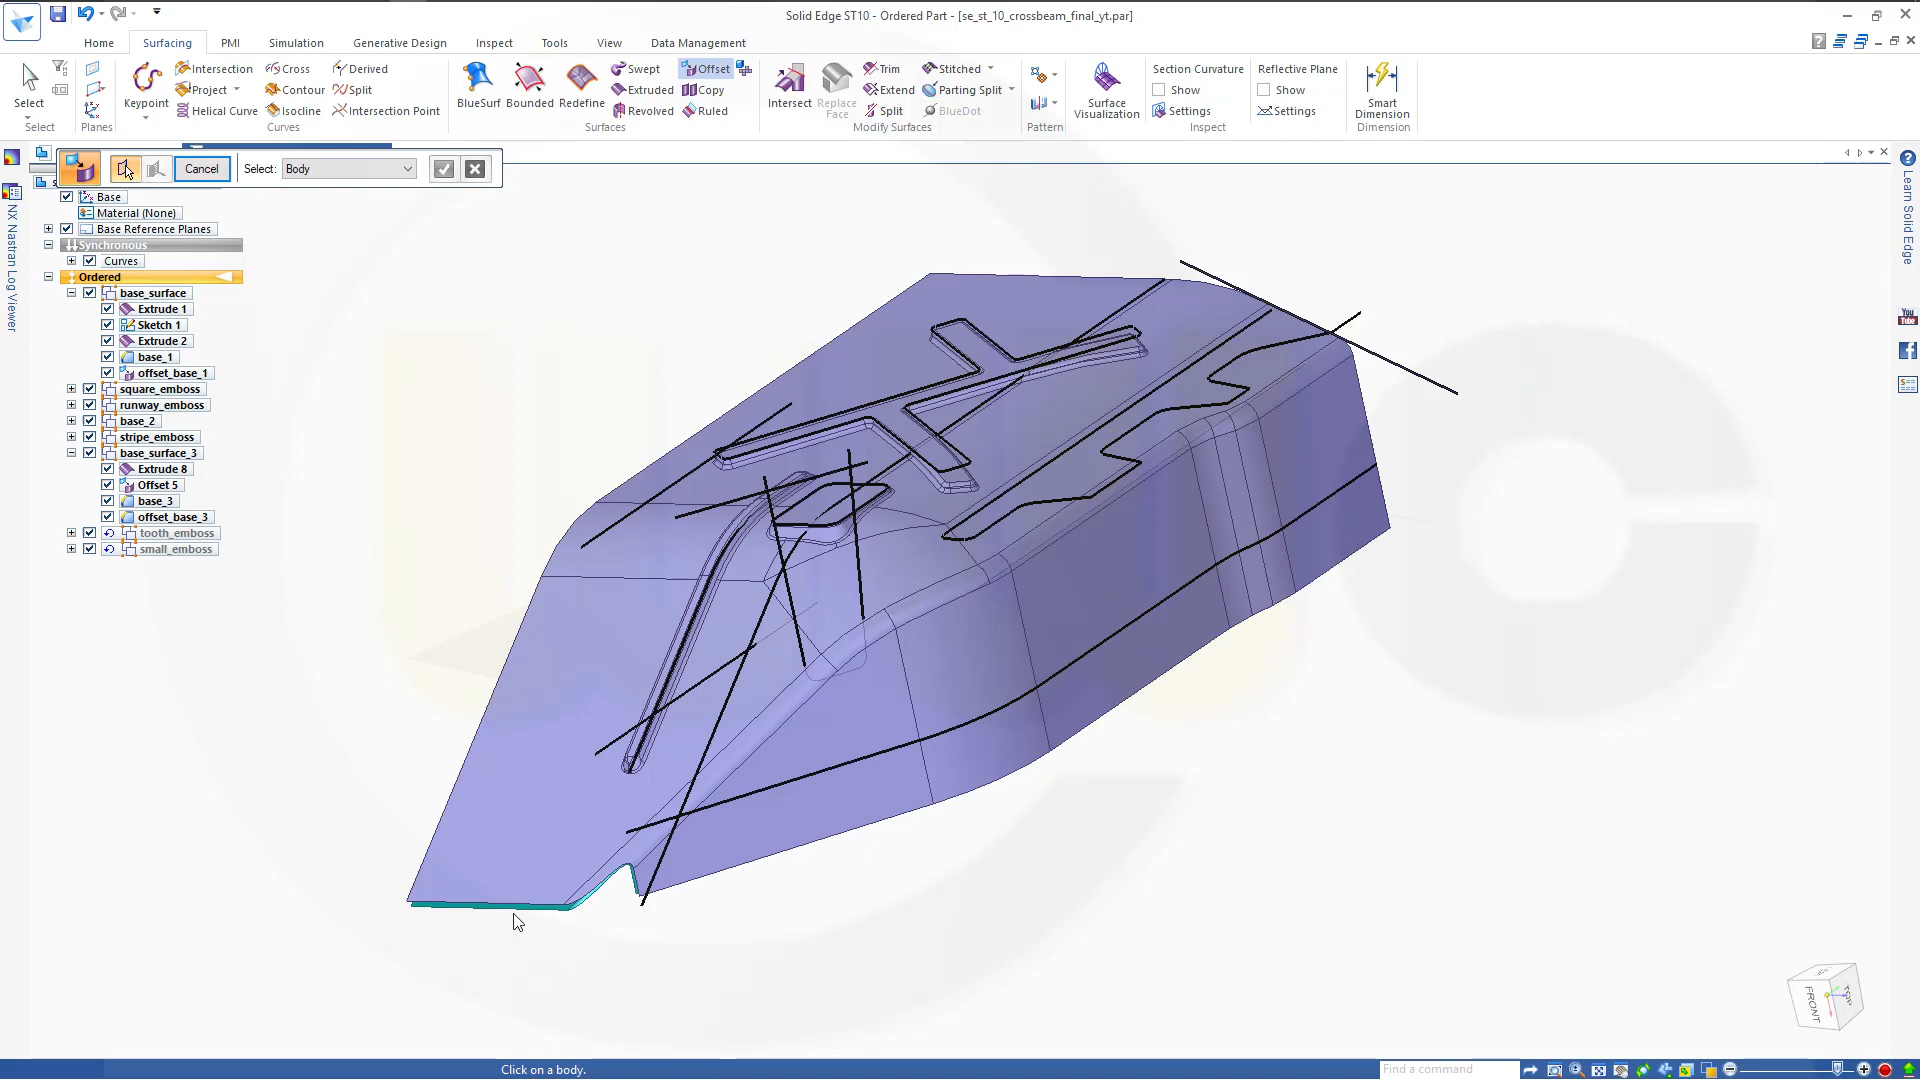 Solid Edge ST10 - Ordered Part - [se_st_10_crossbeam_final_yt.par]
Home Surfacing PMI Simulation Generative Design Inspect Tools View Data Management
Select
Select
Planes
Keypoint
Intersection Cross Derived
Project Contour Split
Helical Curve Isocline Intersection Point
Curves
BlueSurf Bounded Redefine
Swept Offset
Extruded Copy
Revolved Ruled
Surfaces
Intersect Replace Face
Trim Stitched
Extend Parting Split
Split BlueDot
Modify Surfaces
Pattern
Surface Visualization
Section Curvature
Show
Settings
Inspect
Reflective Plane
Show
Settings
Smart Dimension
Dimension
Cancel Select: Body
Base
Material (None)
Base Reference Planes
Synchronous
Curves
Ordered
base_surface
Extrude 1
Sketch 1
Extrude 2
base_1
offset_base_1
square_emboss
runway_emboss
base_2
stripe_emboss
base_surface_3
Extrude 8
Offset 5
base_3
offset_base_3
tooth_emboss
small_emboss
NX Nastran Log Viewer
Learn Solid Edge
You
Tube
FRONT
TOP
Click on a body.
Find a command